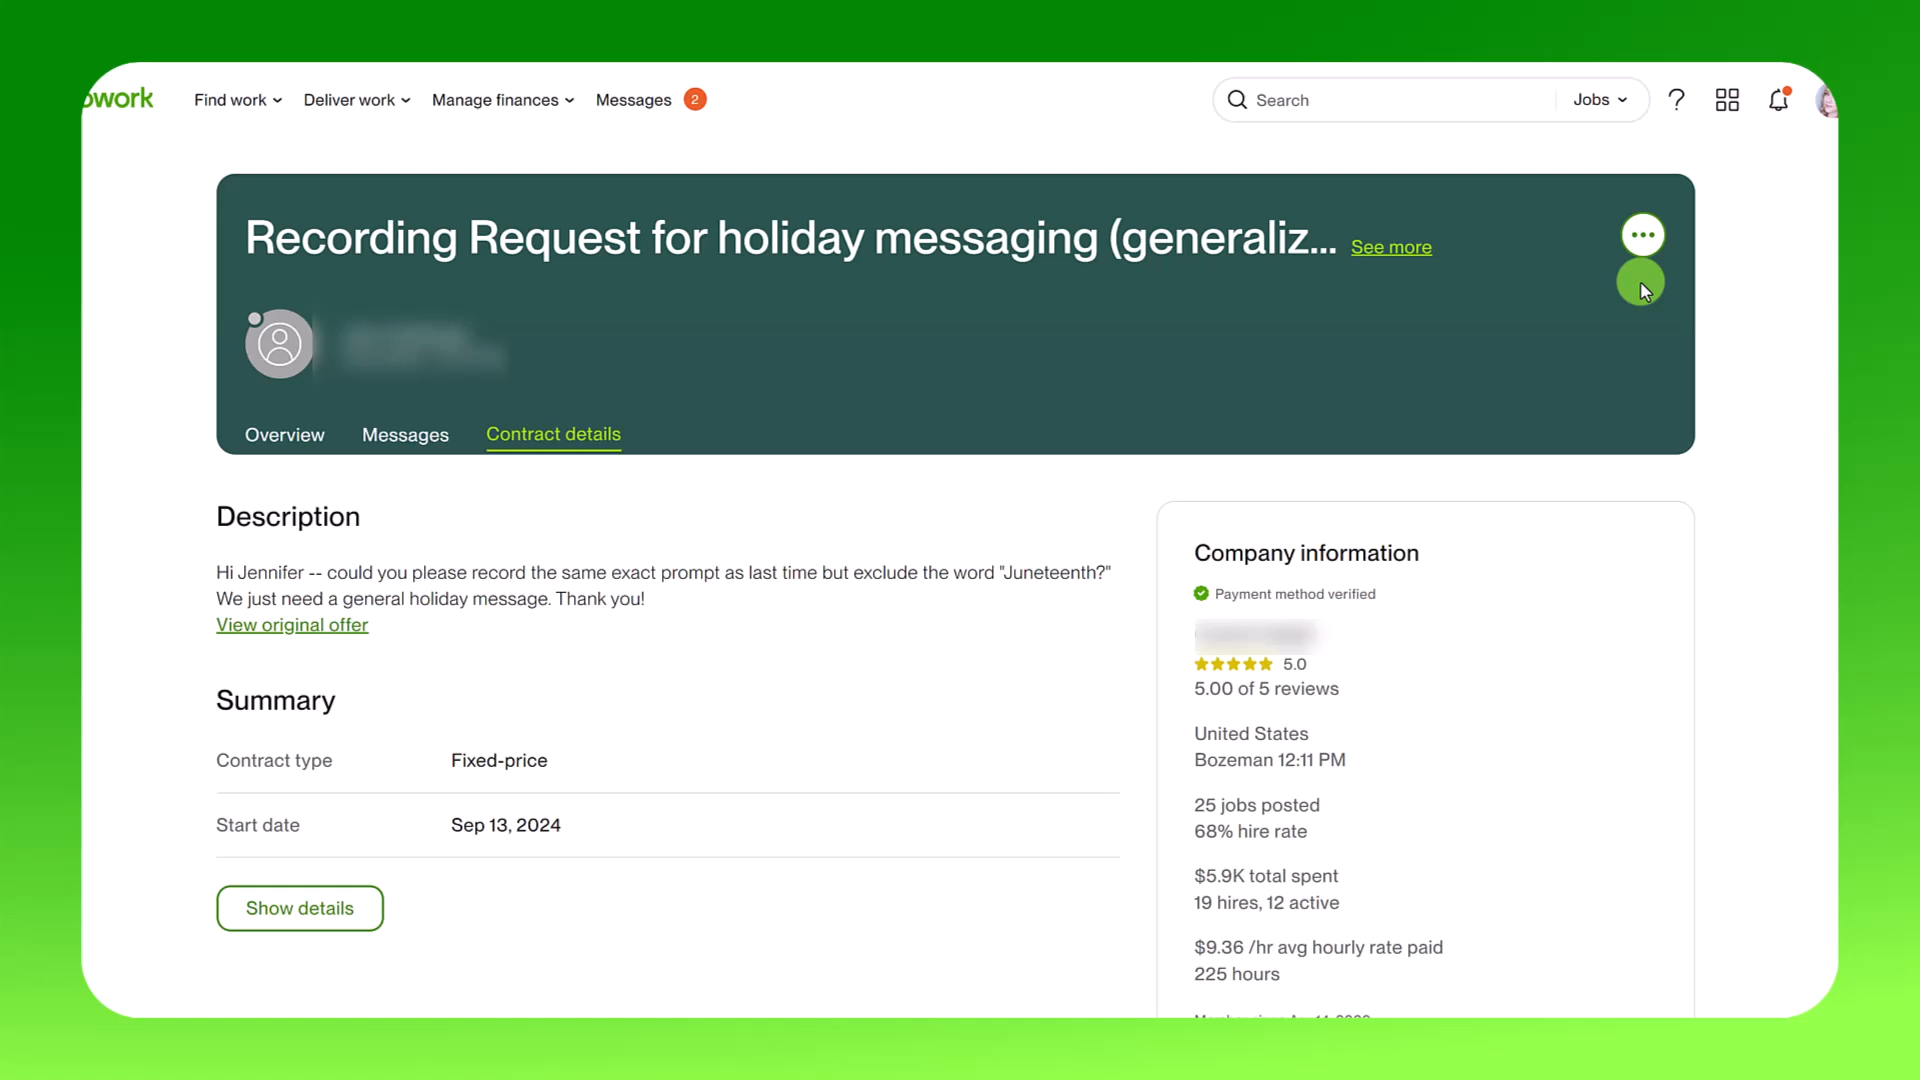 Find work
Deliver work
Manage finances
Messages
2
Search
Jobs
Recording Request for holiday messaging (generaliz...
See more
Overview
Messages
Contract details
Description
Hi Jennifer -- could you please record the same exact prompt as last time but exclude the word "Juneteenth?"
We just need a general holiday message. Thank you!
View original offer
Summary
Contract type
Fixed-price
Start date
Sep 13, 2024
Show details
Company information
Payment method verified
5.0
5.00 of 5 reviews
United States
Bozeman 12:11 PM
25 jobs posted
68% hire rate
$5.9K total spent
19 hires, 12 active
$9.36 /hr avg hourly rate paid
225 hours